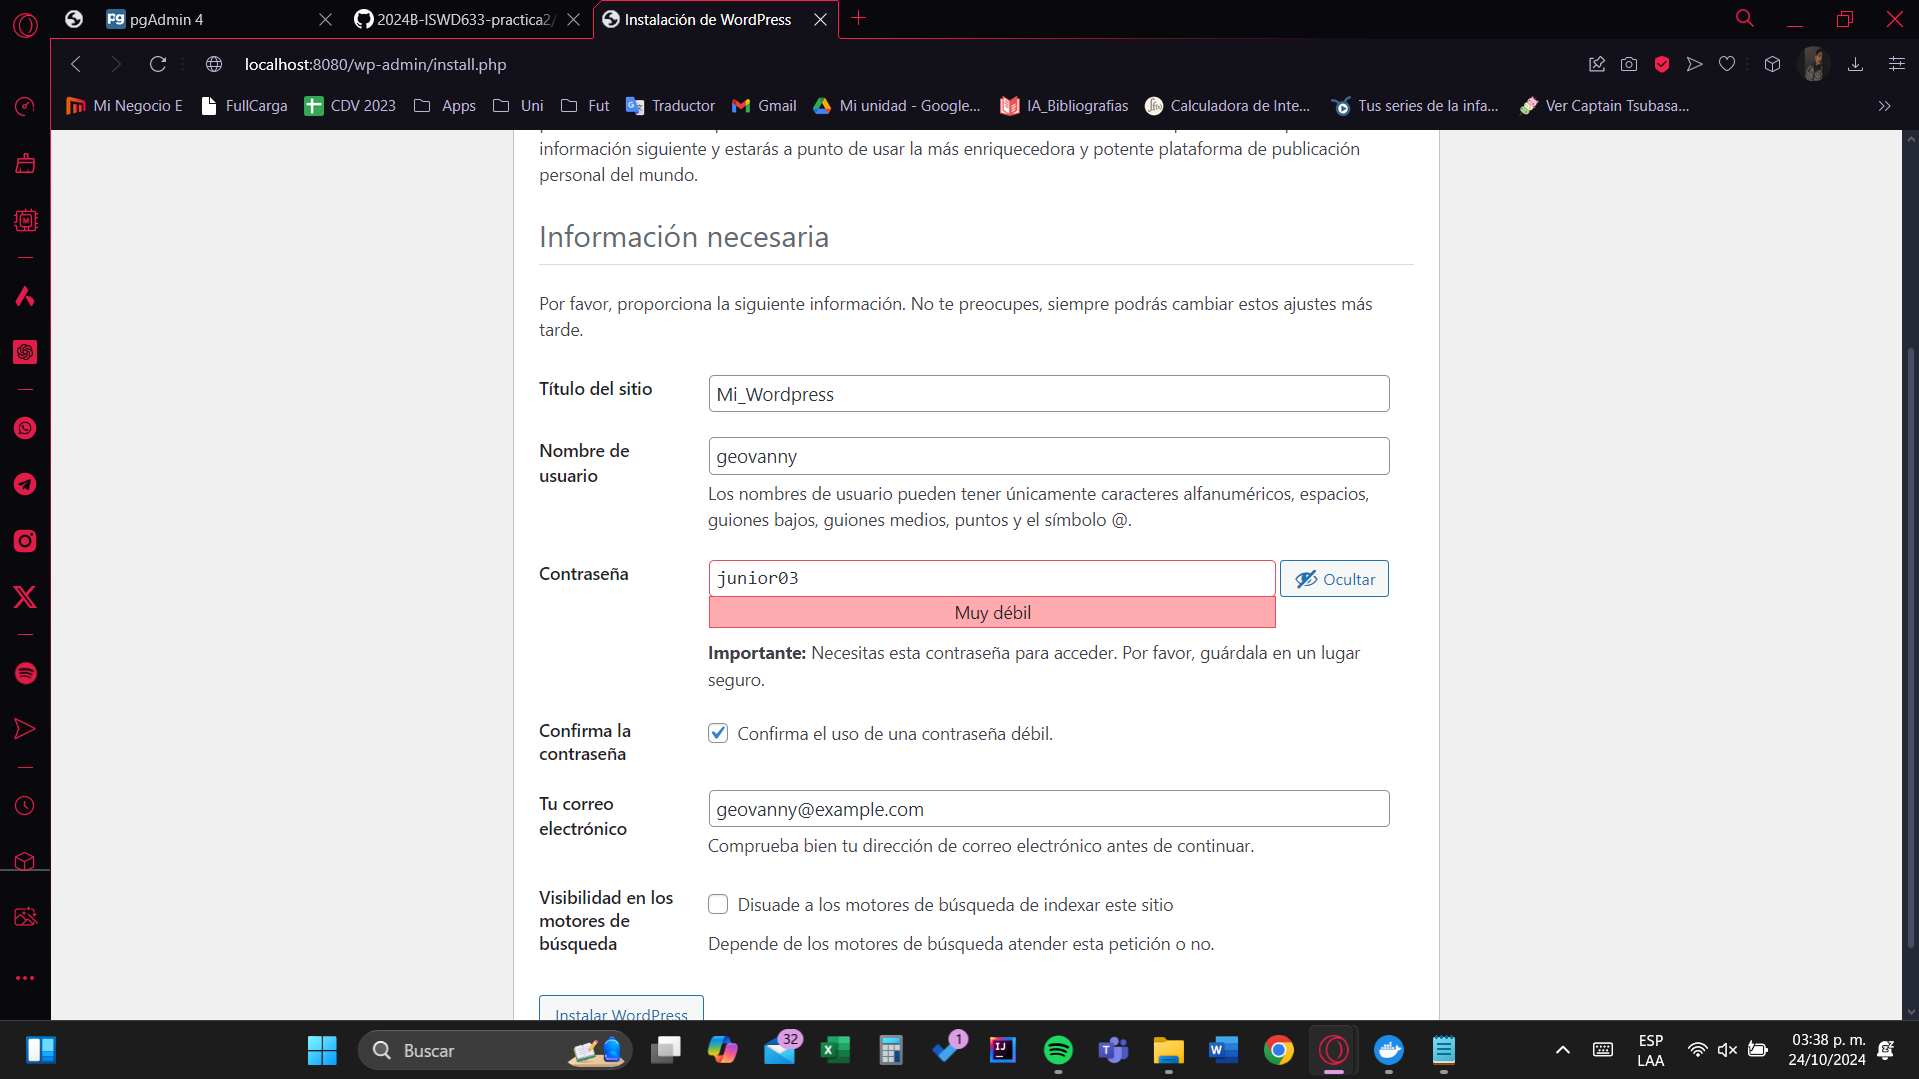 pgAdmin 4
2024B-ISWD633-practica2/
Instalación de WordPress
localhost:8080/wp-admin/install.php
Mi Negocio E
FullCarga
CDV 2023
Apps
Uni
Fut
Traductor
Gmail
Mi unidad - Google...
IA_Bibliografias
Calculadora de Inte...
Tus series de la infa...
Ver Captain Tsubasa...
información siguiente y estarás a punto de usar la más enriquecedora y potente plataforma de publicación
personal del mundo.
Información necesaria
Por favor, proporciona la siguiente información. No te preocupes, siempre podrás cambiar estos ajustes más
tarde.
Título del sitio
Mi_Wordpress
Nombre de
usuario
geovanny
Los nombres de usuario pueden tener únicamente caracteres alfanuméricos, espacios,
guiones bajos, guiones medios, puntos y el símbolo @.
Contraseña
junior03
Ocultar
Muy débil
Importante: Necesitas esta contraseña para acceder. Por favor, guárdala en un lugar
seguro.
Confirma la
contraseña
Confirma el uso de una contraseña débil.
Tu correo
electrónico
geovanny@example.com
Comprueba bien tu dirección de correo electrónico antes de continuar.
Visibilidad en los
motores de
búsqueda
Disuade a los motores de búsqueda de indexar este sitio
Depende de los motores de búsqueda atender esta petición o no.
Instalar WordPress
Buscar
32
1
ESP
LAA
03:38 p. m.
24/10/2024